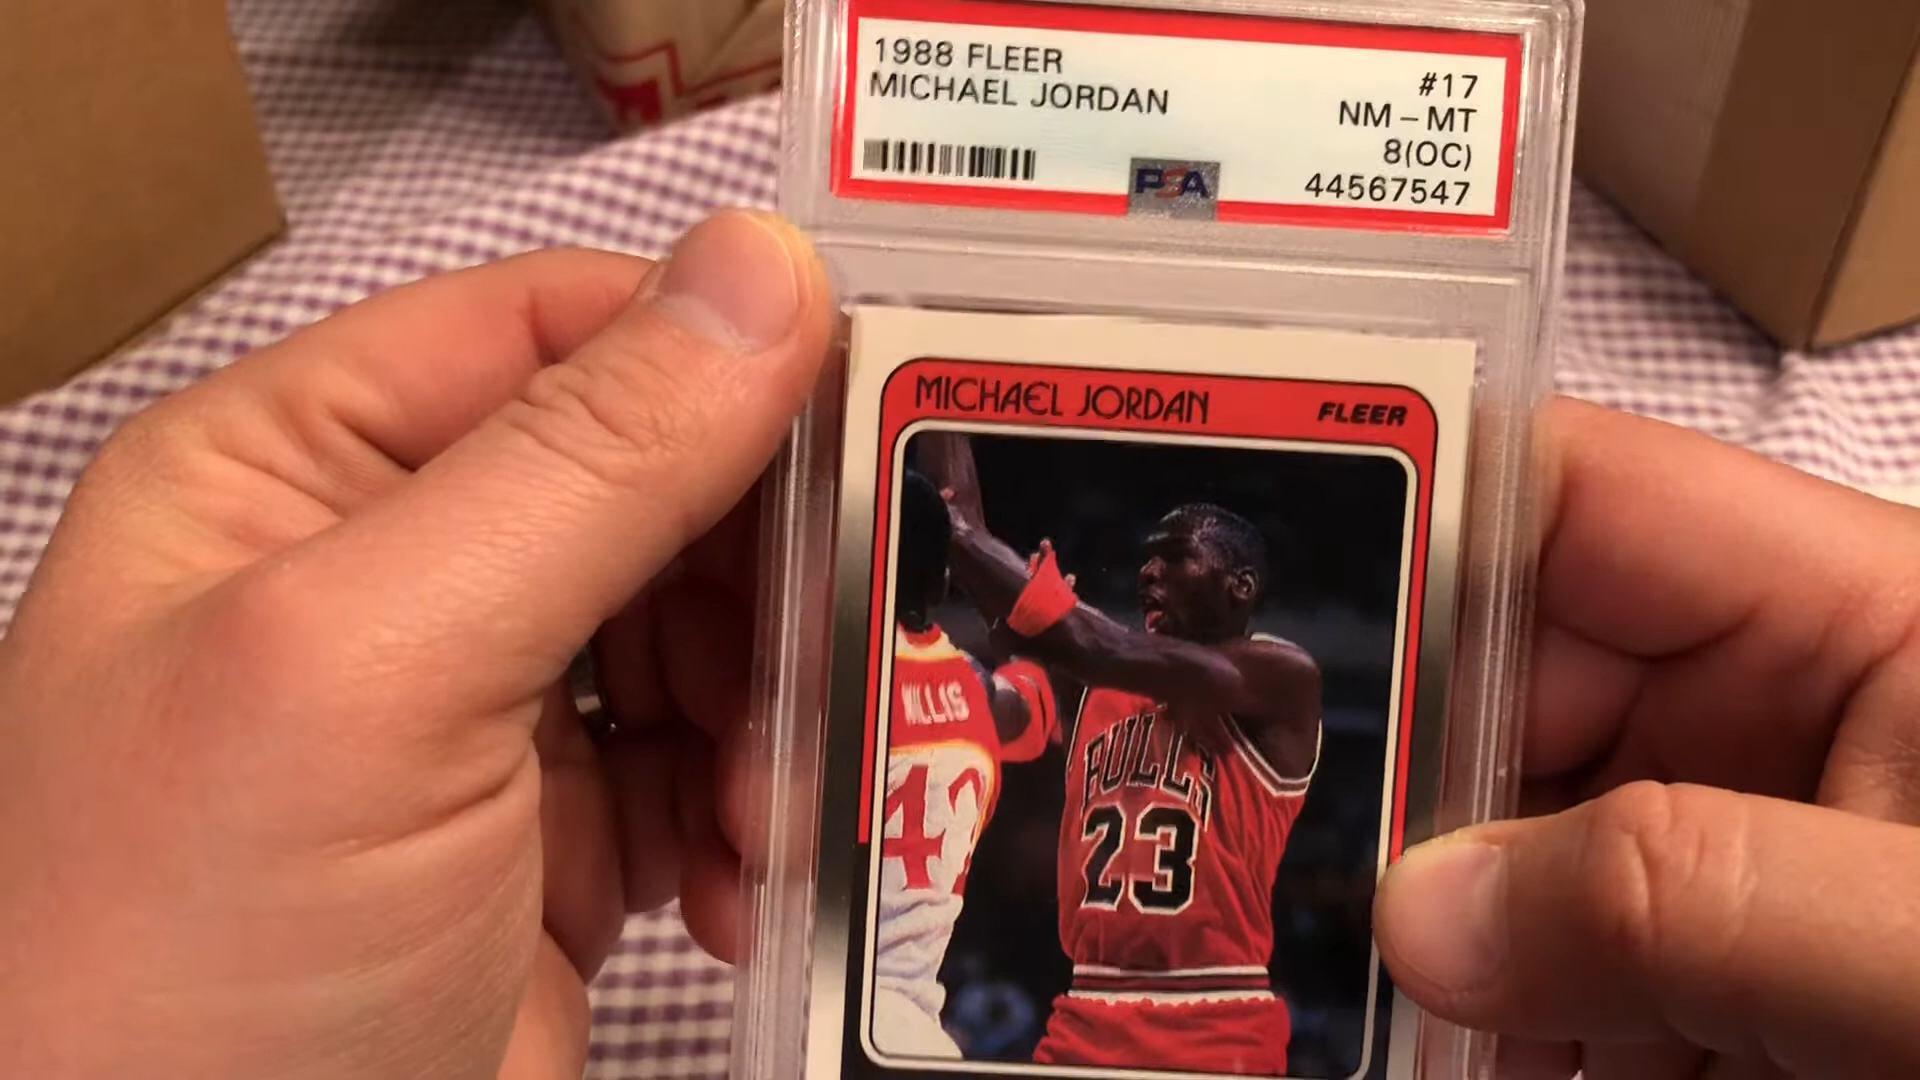 1988 FLEER
MICHAEL JORDAN
#17
NM - MT
8(OC)
PSA
44567547
MICHAEL JORDAN
FLEER
WILLIS
42
BULLS
23